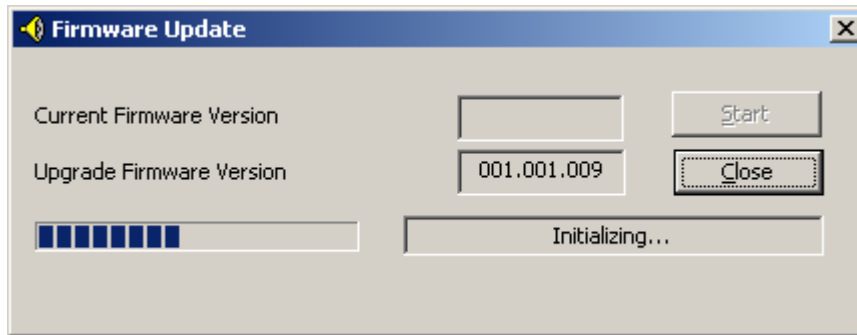 Firmware Update
Current Firmware Version
Start
Upgrade Firmware Version
001.001.009
Close
Initializing...